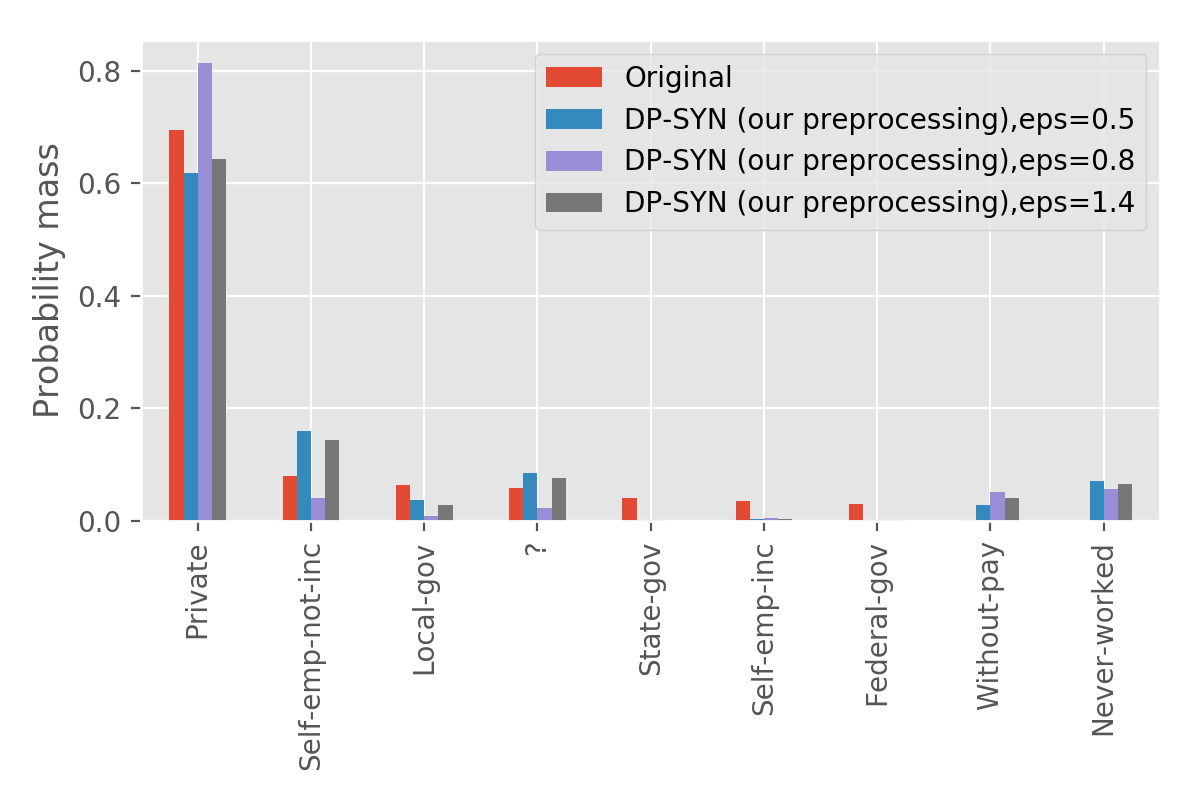 Original
DP-SYN (our preprocessing),eps=0.5
DP-SYN (our preprocessing),eps=0.8
DP-SYN (our preprocessing),eps=1.4
Probability mass
0.8
0.6
0.4
0.2
0.0
Private
Self-emp-not-inc
Local-gov
?
State-gov
Self-emp-inc
Federal-gov
Without-pay
Never-worked